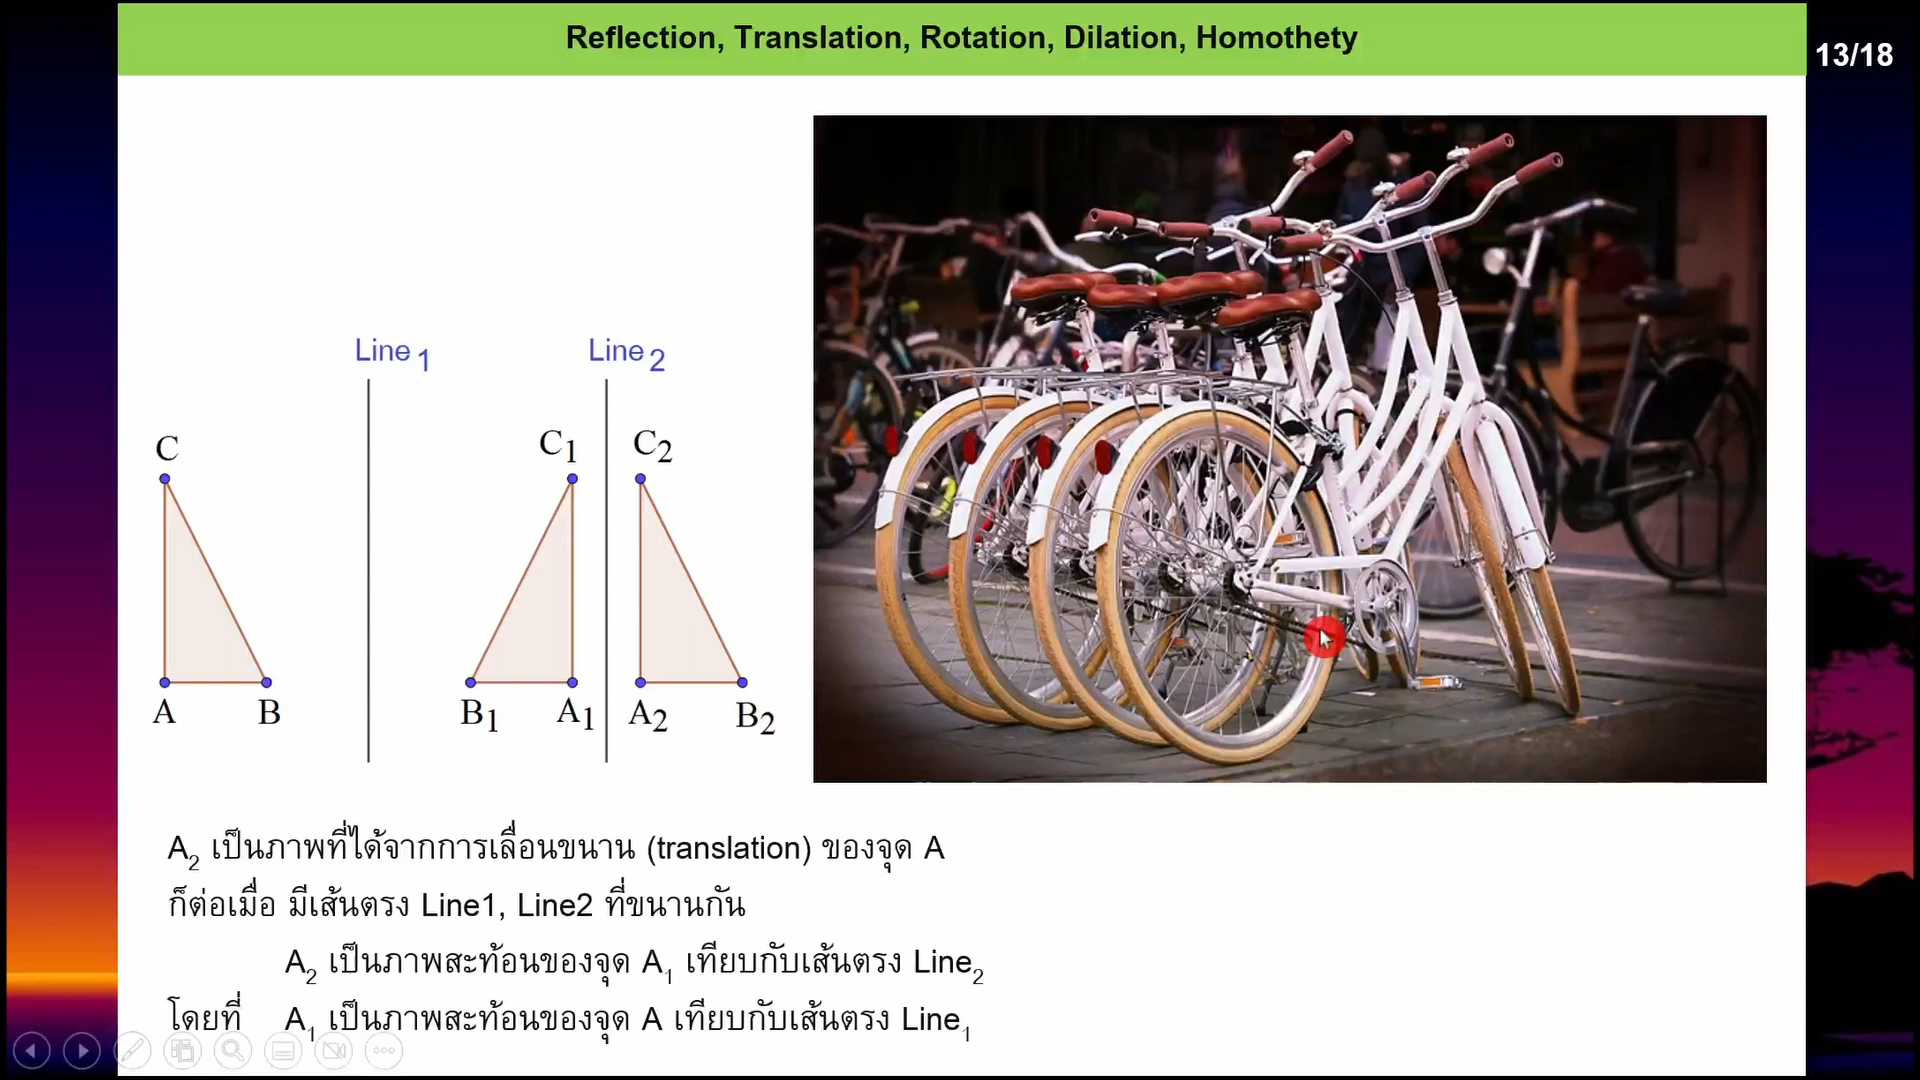 Reflection, Translation, Rotation, Dilation, Homothety
13/18
Line 1
Line 2
C
C1
C2
A
B
B1
A1
A2
B2
A2 เป็นภาพที่ได้จากการเลื่อนขนาน (translation) ของจุด A
ก็ต่อเมื่อ มีเส้นตรง Line1, Line2 ที่ขนานกัน
A2 เป็นภาพสะท้อนของจุด A1 เทียบกับเส้นตรง Line2
โดยที่ A1 เป็นภาพสะท้อนของจุด A เทียบกับเส้นตรง Line1